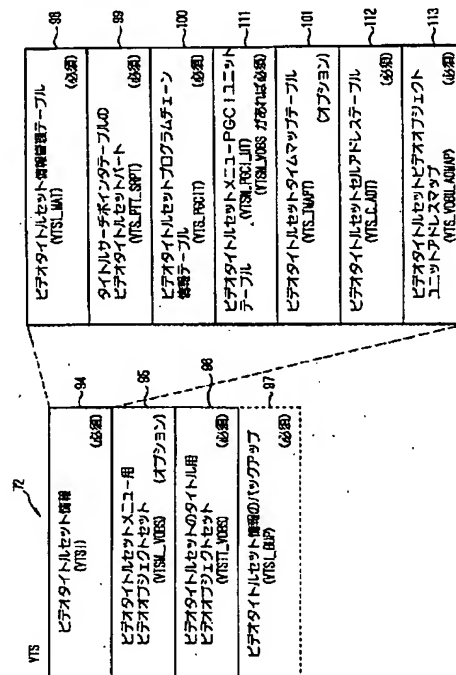 VTS
72
ビデオタイトルセット情報
(VTSI)
(必須)
94
ビデオタイトルセットメニュー用
ビデオオブジェクトセット
(VTSM_VOBS)
(オプション)
95
ビデオタイトルセットのタイトル用
ビデオオブジェクトセット
(VTSTT_VOBS)
(必須)
96
ビデオタイトルセット情報のバックアップ
(VTSI_BUP)
(必須)
97
ビデオタイトルセット情報管理テーブル
(VTSI_MAT)
(必須)
98
タイトルサーチポインタテーブルの
ビデオタイトルセットパート
(VTS_PTT_SRPT)
(必須)
99
ビデオタイトルセットプログラムチェーン
情報テーブル
(VTS_PGCIT)
(必須)
100
ビデオタイトルセットメニューPGCIユニット
テーブル
(VTSM_PGCI_UT)
(VTSM_VOBS があれば必須)
111
ビデオタイトルセットタイムマップテーブル
(VTS_TMAPT)
(オプション)
101
ビデオタイトルセットセルアドレステーブル
(VTS_C_ADT)
(必須)
112
ビデオタイトルセットビデオオブジェクト
ユニットアドレスマップ
(VTS_VOBU_ADMAP)
(必須)
113